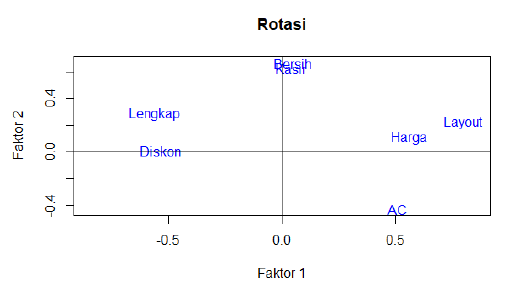 Rotasi
Faktor 2
0.4
0.0
-0.4
Bersih
Kasir
Lengkap
Layout
Harga
Diskon
AC
-0.5
0.0
0.5
Faktor 1